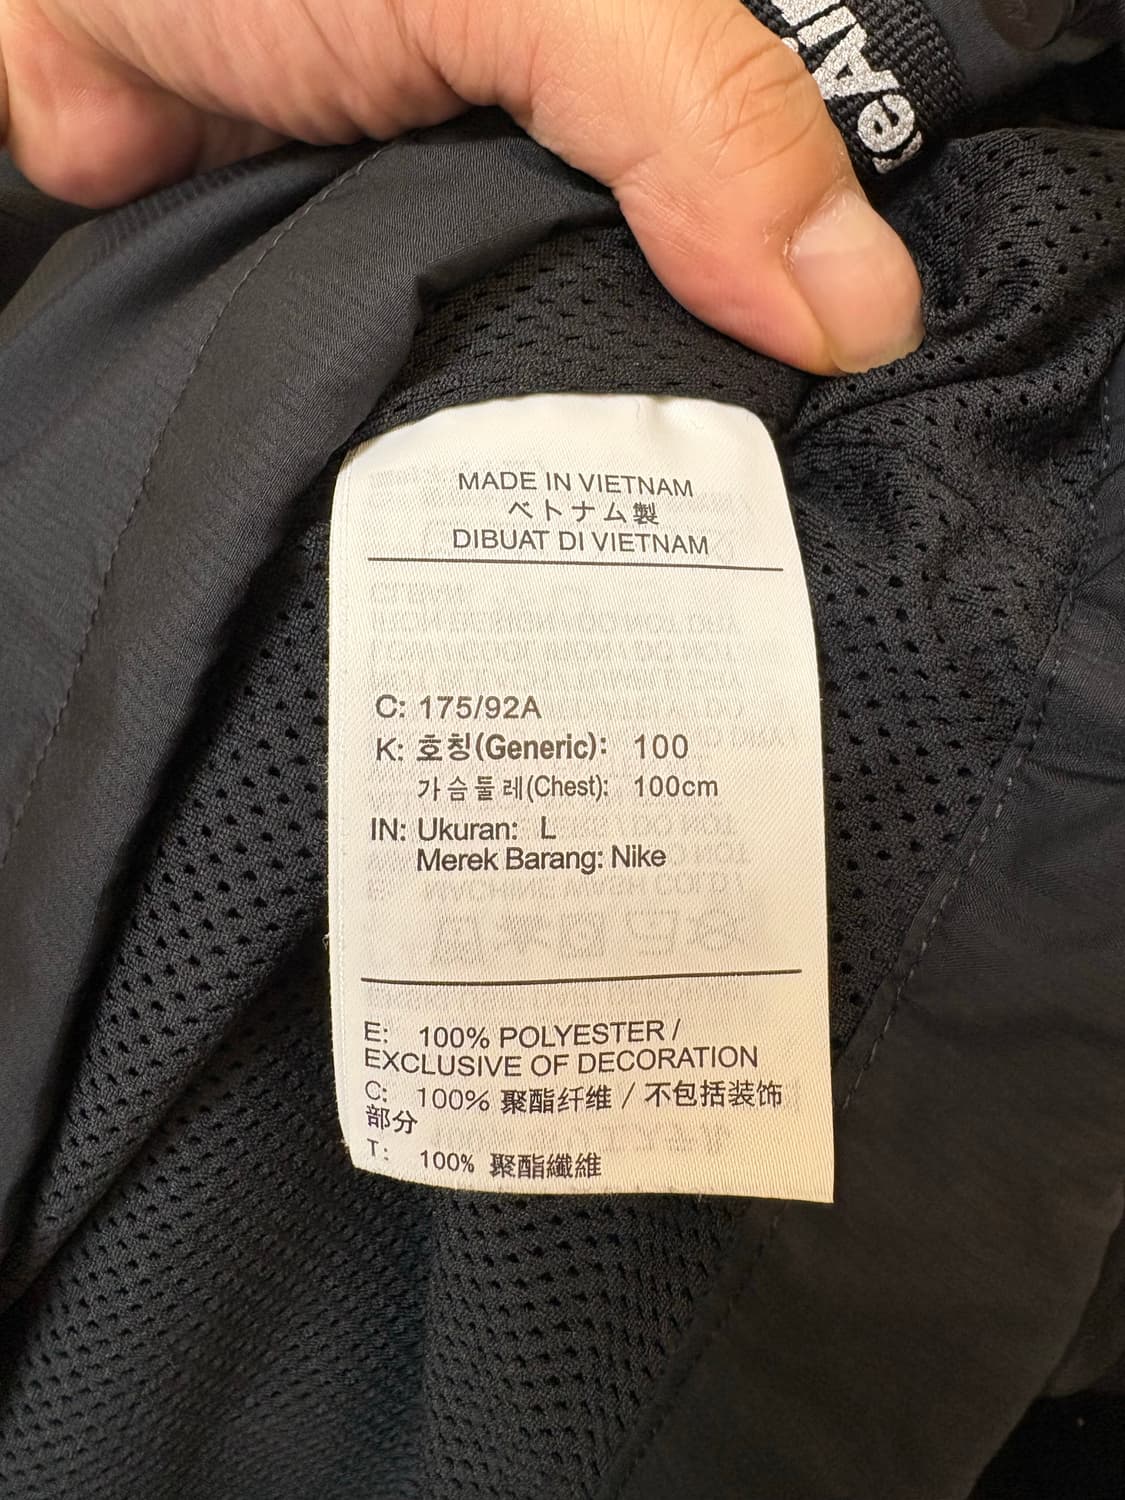 MADE IN VIETNAM
ベトナム製
DIBUAT DI VIETNAM
C: 175/92A
K: 호칭(Generic): 100
가슴둘레(Chest): 100cm
IN: Ukuran: L
Merek Barang: Nike
E: 100% POLYESTER /
EXCLUSIVE OF DECORATION
C: 100% 聚酯纤维 / 不包括装饰
部分
T: 100% 聚酯纖維